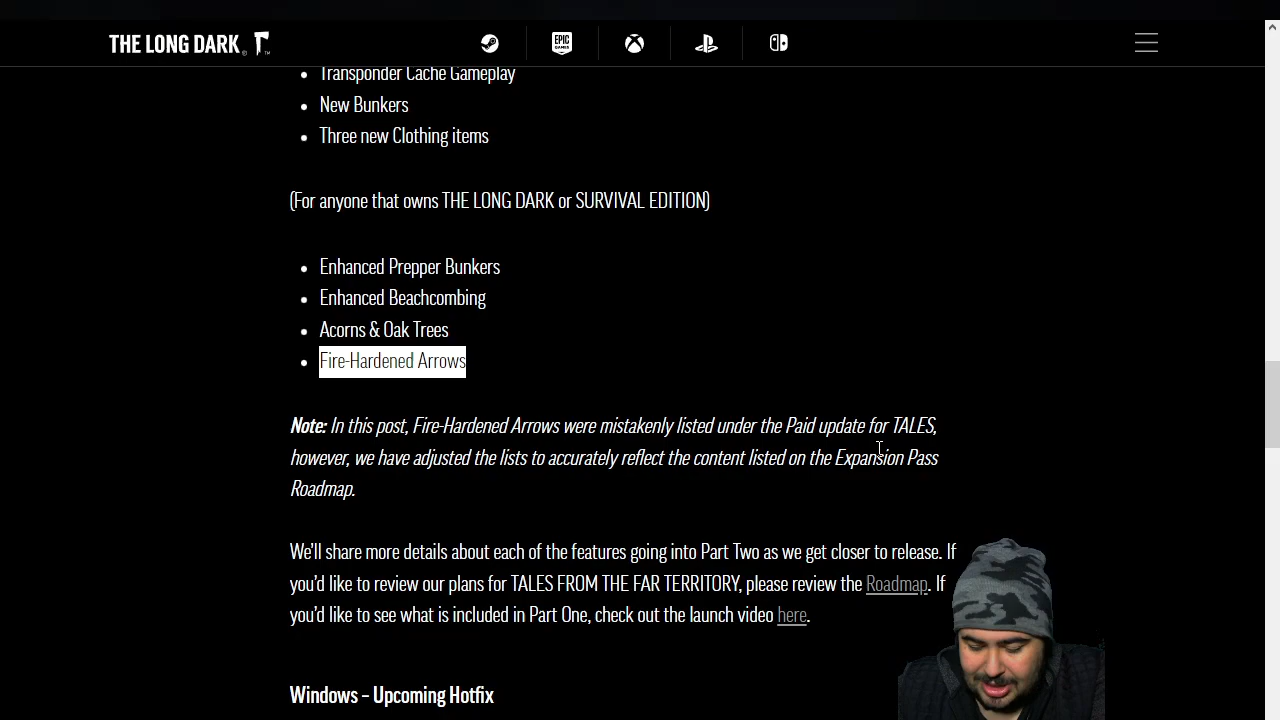 THE LONG DARK
EPIC
GAMES
Transponder Cache Gameplay
New Bunkers
Three new Clothing items
(For anyone that owns THE LONG DARK or SURVIVAL EDITION)
Enhanced Prepper Bunkers
Enhanced Beachcombing
Acorns & Oak Trees
Fire-Hardened Arrows
Note: In this post, Fire-Hardened Arrows were mistakenly listed under the Paid update for TALES,
however, we have adjusted the lists to accurately reflect the content listed on the Expansion Pass
Roadmap.
We'll share more details about each of the features going into Part Two as we get closer to release. If
you'd like to review our plans for TALES FROM THE FAR TERRITORY, please review the Roadmap. If
you'd like to see what is included in Part One, check out the launch video here.
Windows – Upcoming Hotfix